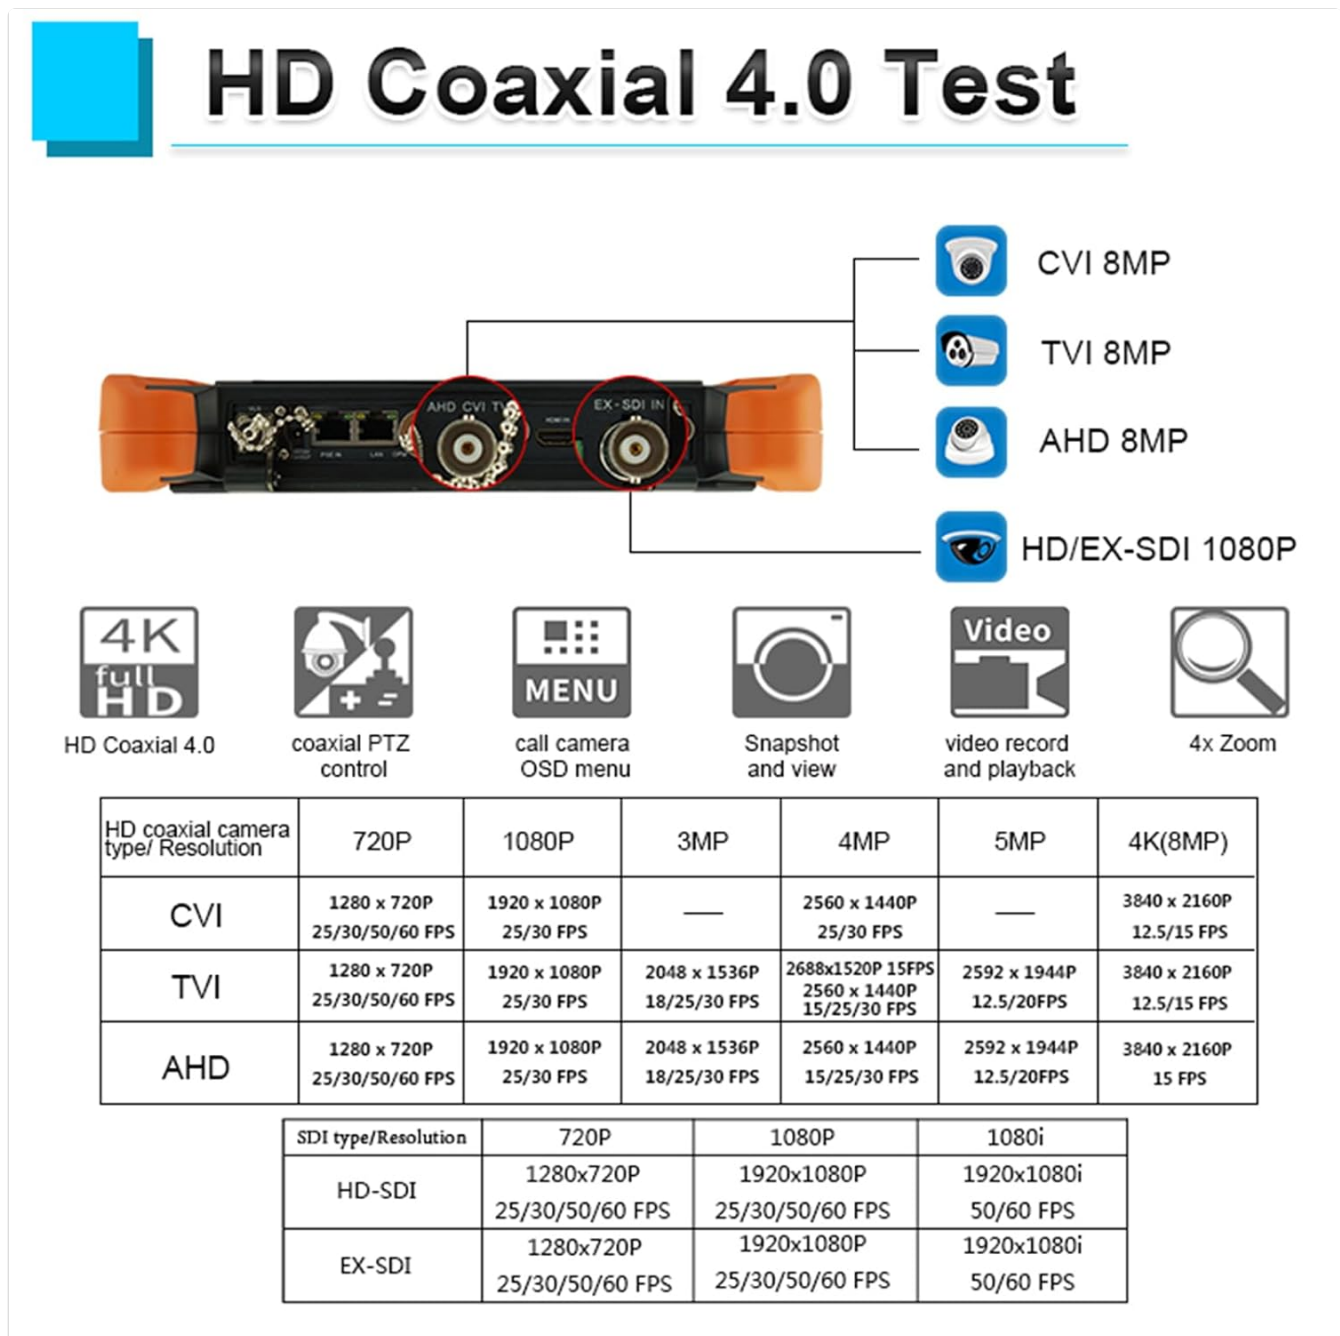 HD Coaxial 4.0 Test
CVI 8MP
TVI 8MP
AHD 8MP
HD/EX-SDI 1080P
AHD CVI TV
EX-SDI IN
HDMI IN
PSE IN
LAN
4K
full
HD
MENU
Video
HD Coaxial 4.0
coaxial PTZ
control
call camera
OSD menu
Snapshot
and view
video record
and playback
4x Zoom
HD coaxial camera
type/ Resolution
720P
1080P
3MP
4MP
5MP
4K(8MP)
CVI
1280 x 720P
25/30/50/60 FPS
1920 x 1080P
25/30 FPS
—
2560 x 1440P
25/30 FPS
—
3840 x 2160P
12.5/15 FPS
TVI
1280 x 720P
25/30/50/60 FPS
1920 x 1080P
25/30 FPS
2048 x 1536P
18/25/30 FPS
2688x1520P 15FPS
2560 x 1440P
15/25/30 FPS
2592 x 1944P
12.5/20FPS
3840 x 2160P
12.5/15 FPS
AHD
1280 x 720P
25/30/50/60 FPS
1920 x 1080P
25/30 FPS
2048 x 1536P
18/25/30 FPS
2560 x 1440P
15/25/30 FPS
2592 x 1944P
12.5/20FPS
3840 x 2160P
15 FPS
SDI type/Resolution
720P
1080P
1080i
HD-SDI
1280x720P
25/30/50/60 FPS
1920x1080P
25/30/50/60 FPS
1920x1080i
50/60 FPS
EX-SDI
1280x720P
25/30/50/60 FPS
1920x1080P
25/30/50/60 FPS
1920x1080i
50/60 FPS